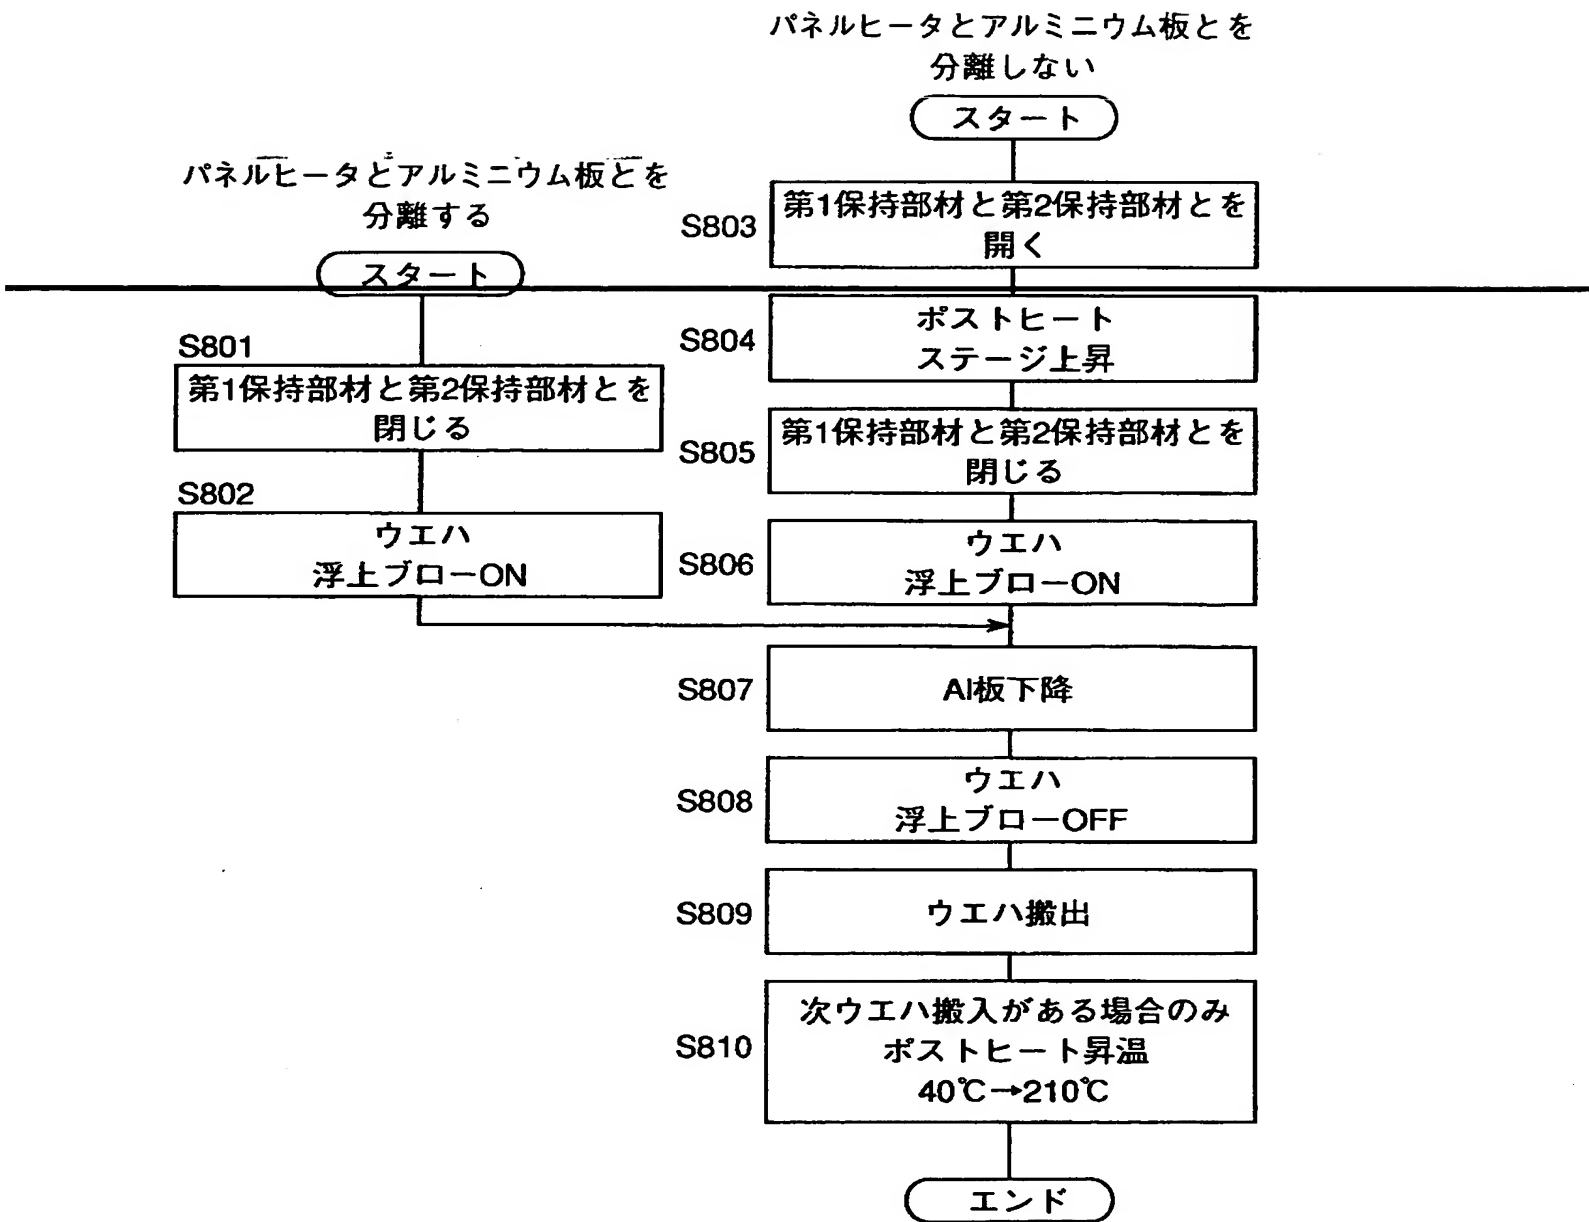 パネルヒータとアルミニウム板とを
分離しない
スタート
S803
第1保持部材と第2保持部材とを
開く
パネルヒータとアルミニウム板とを
分離する
スタート
S804
ポストヒート
ステージ上昇
S801
第1保持部材と第2保持部材とを
閉じる
S805
第1保持部材と第2保持部材とを
閉じる
S802
ウエハ
浮上ブローON
S806
ウエハ
浮上ブローON
S807
Al板下降
S808
ウエハ
浮上ブローOFF
S809
ウエハ搬出
S810
次ウエハ搬入がある場合のみ
ポストヒート昇温
40℃→210℃
エンド